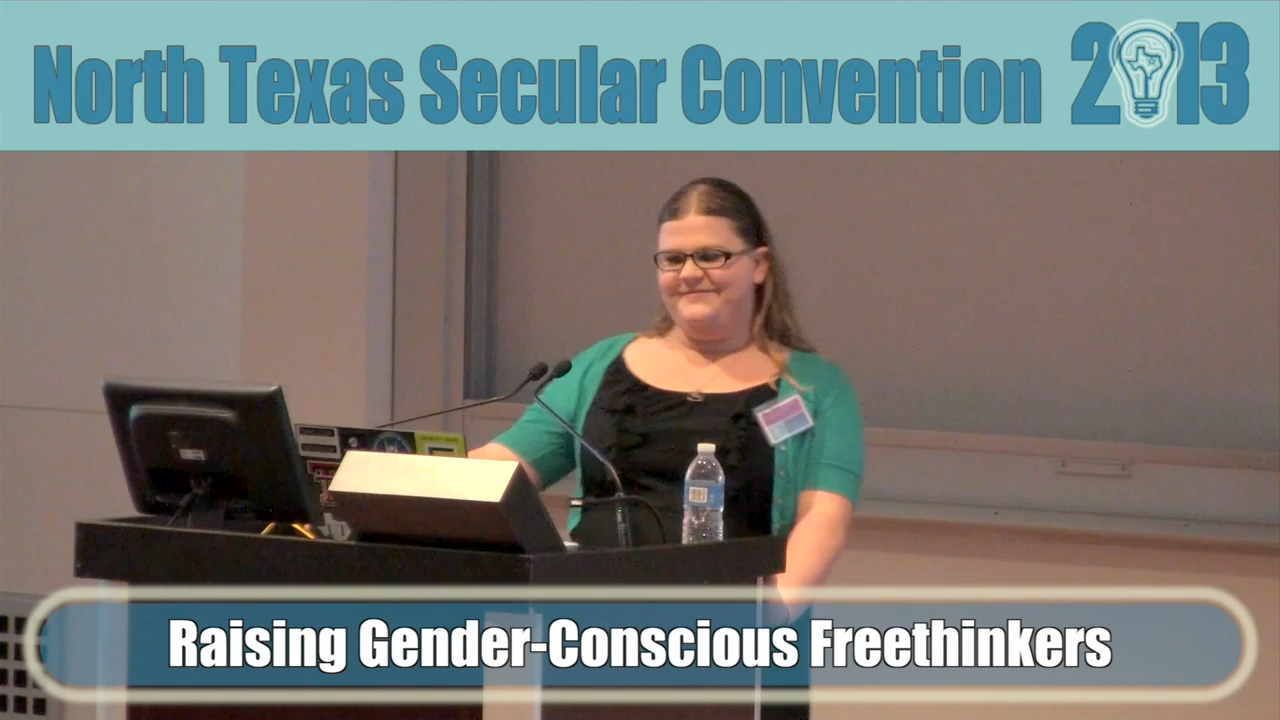 North Texas Secular Convention 2013
Raising Gender-Conscious Freethinkers